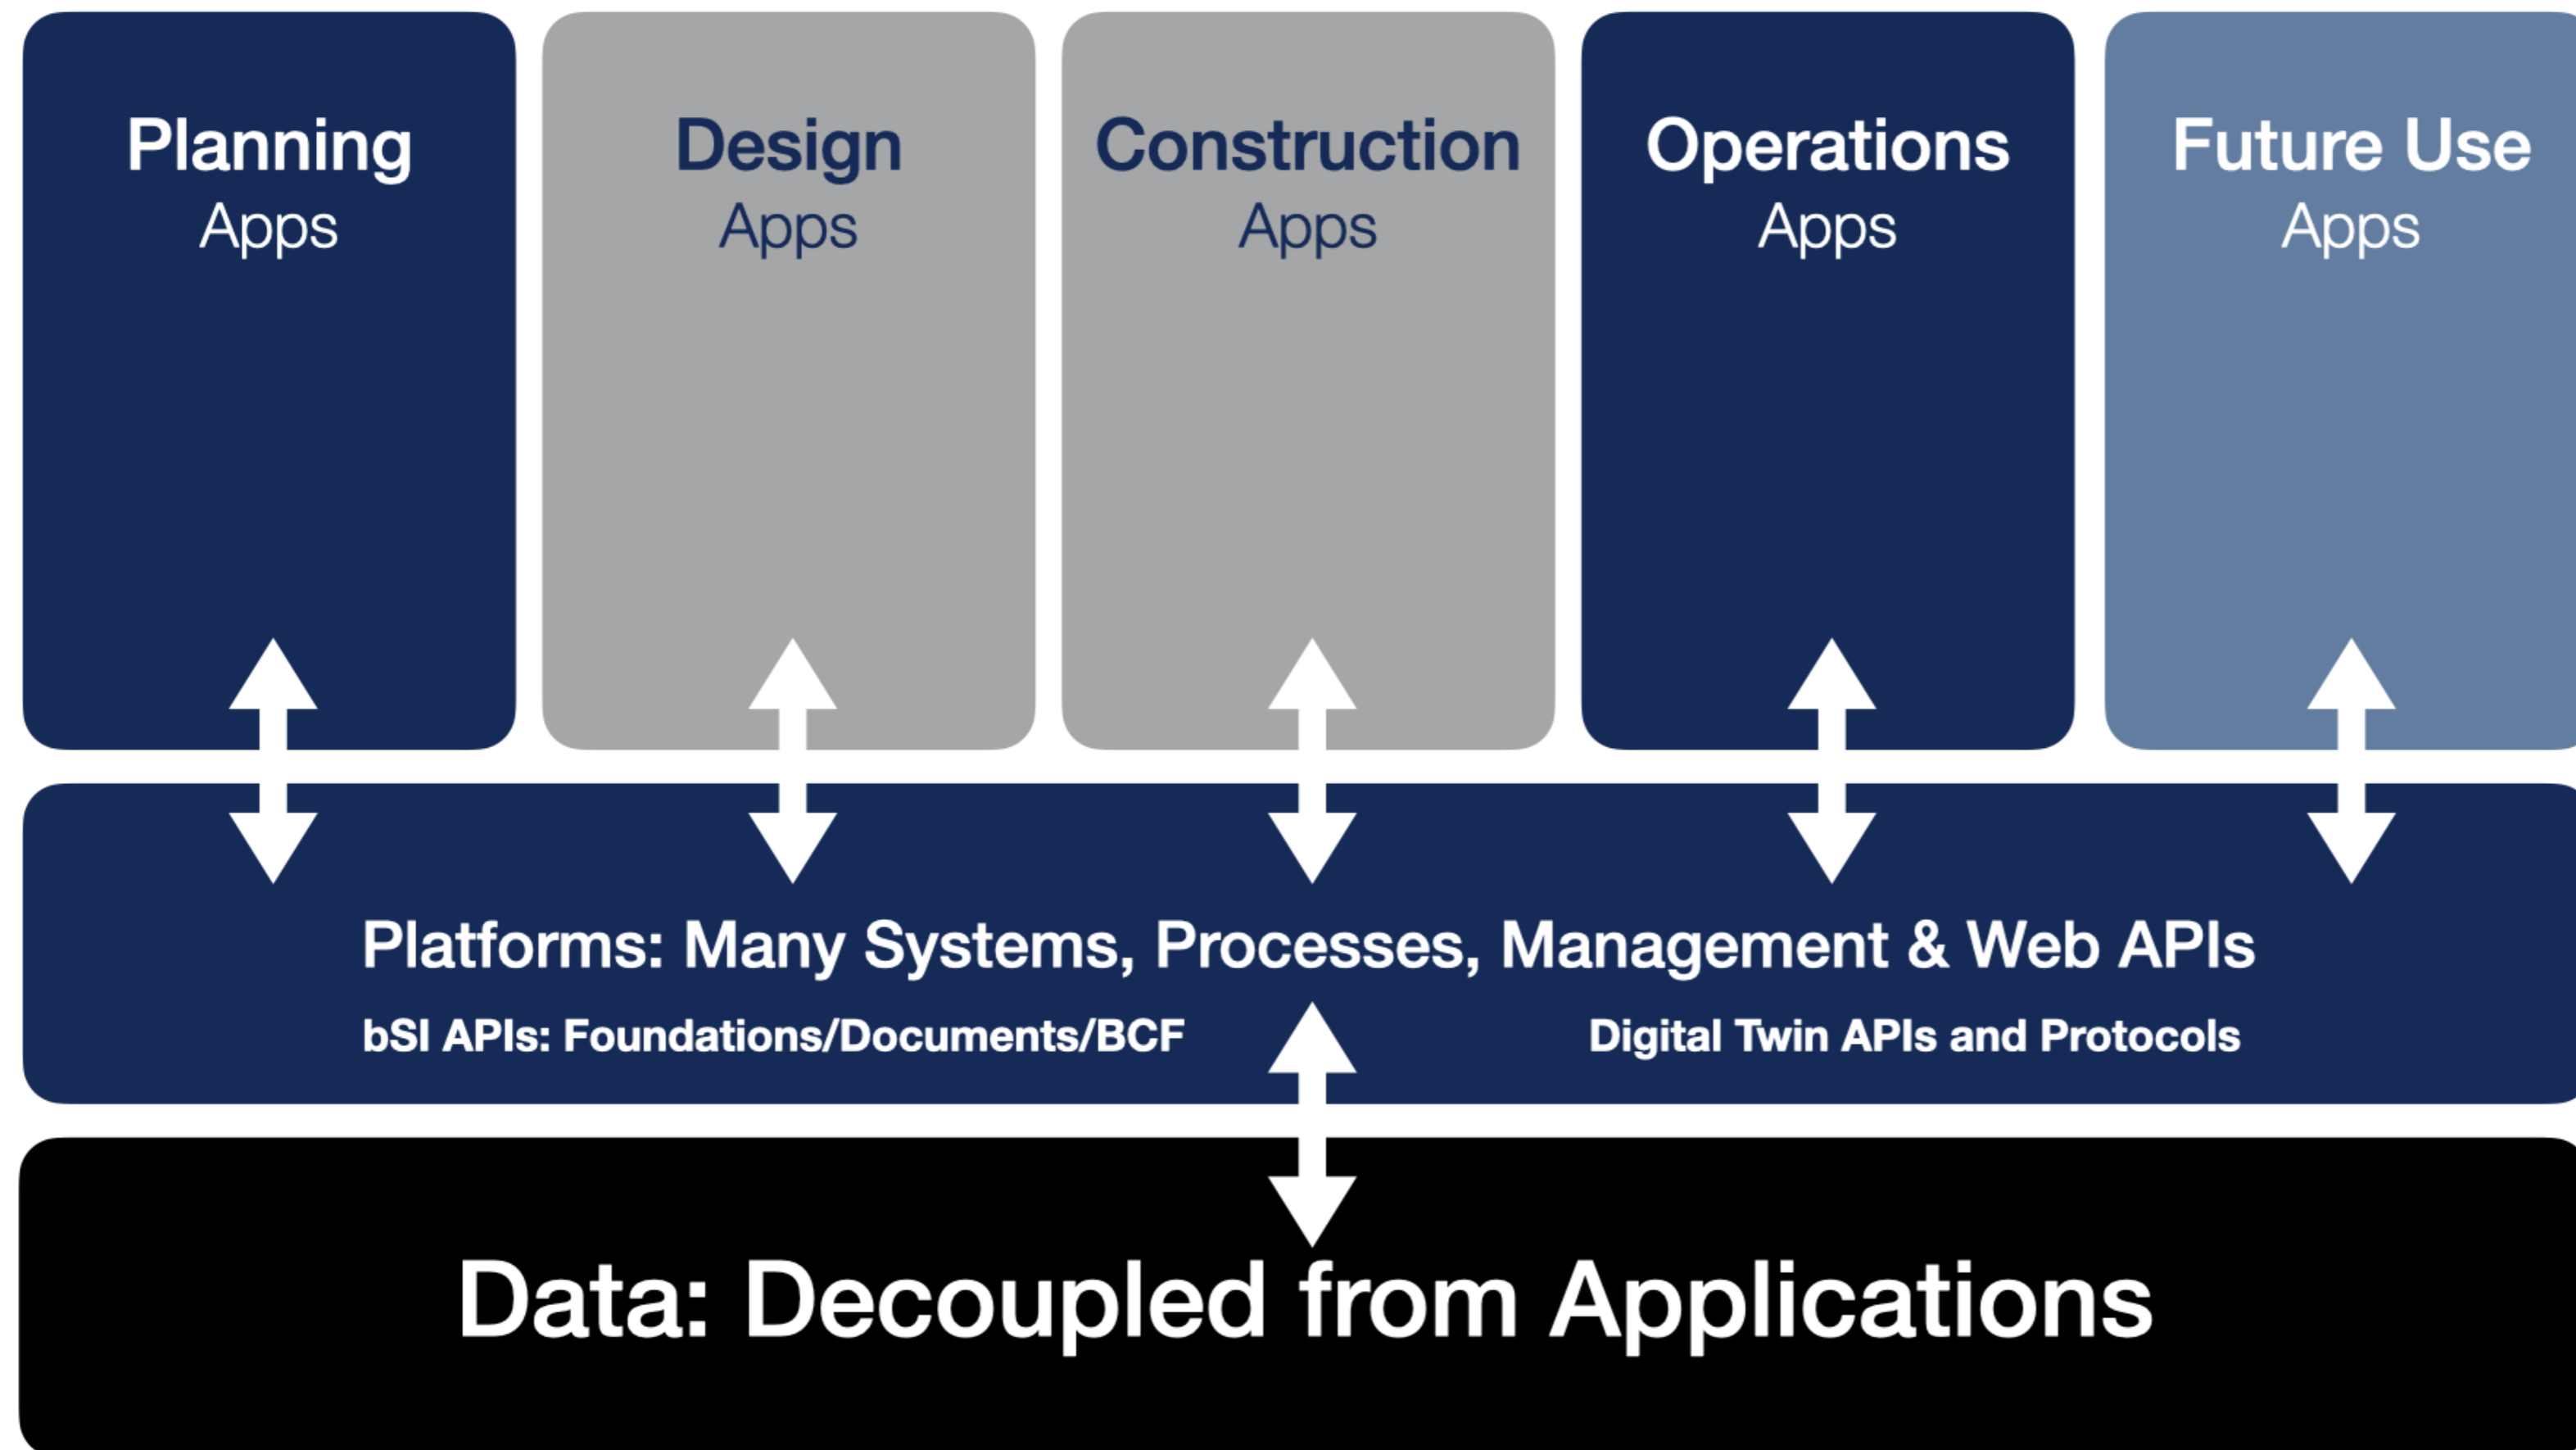 Planning
Apps
Design
Apps
Construction
Apps
Operations
Apps
Future Use
Apps
Platforms: Many Systems, Processes, Management & Web APIs
bSI APIs: Foundations/Documents/BCF
Digital Twin APIs and Protocols
Data: Decoupled from Applications